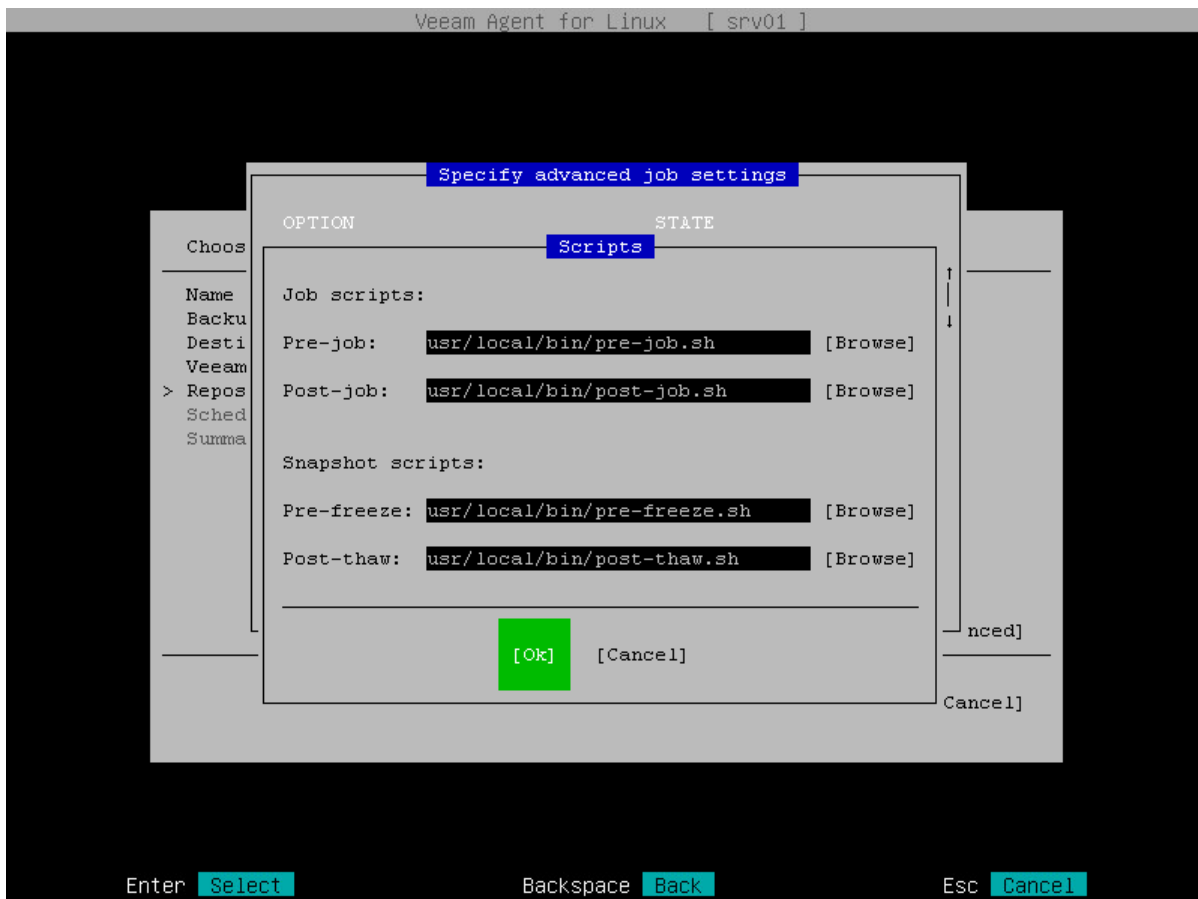 Veeam Agent for Linux [ srv01 ]
Specify advanced job settings
OPTION STATE
Choos
Scripts
Name
Job scripts:
Backu
Desti
Pre-job: usr/local/bin/pre-job.sh [Browse]
Veeam
> Repos
Post-job: usr/local/bin/post-job.sh [Browse]
Sched
Summa
Snapshot scripts:
Pre-freeze: usr/local/bin/pre-freeze.sh [Browse]
Post-thaw: usr/local/bin/post-thaw.sh [Browse]
nced]
[Ok] [Cancel]
Cancel]
Enter Select Backspace Back Esc Cancel